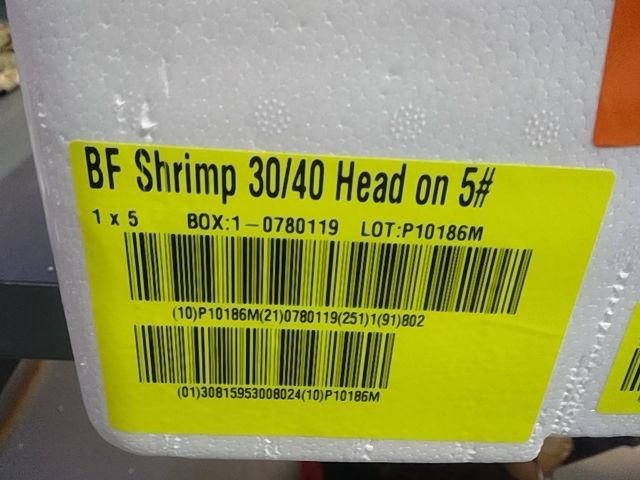 BF Shrimp 30/40 Head on 5#
1 x 5 BOX:1-0780119 LOT:P10186M
(10)P10186M(21)0780119(251)1(91)802
(01)30815953008024(10)P10186M